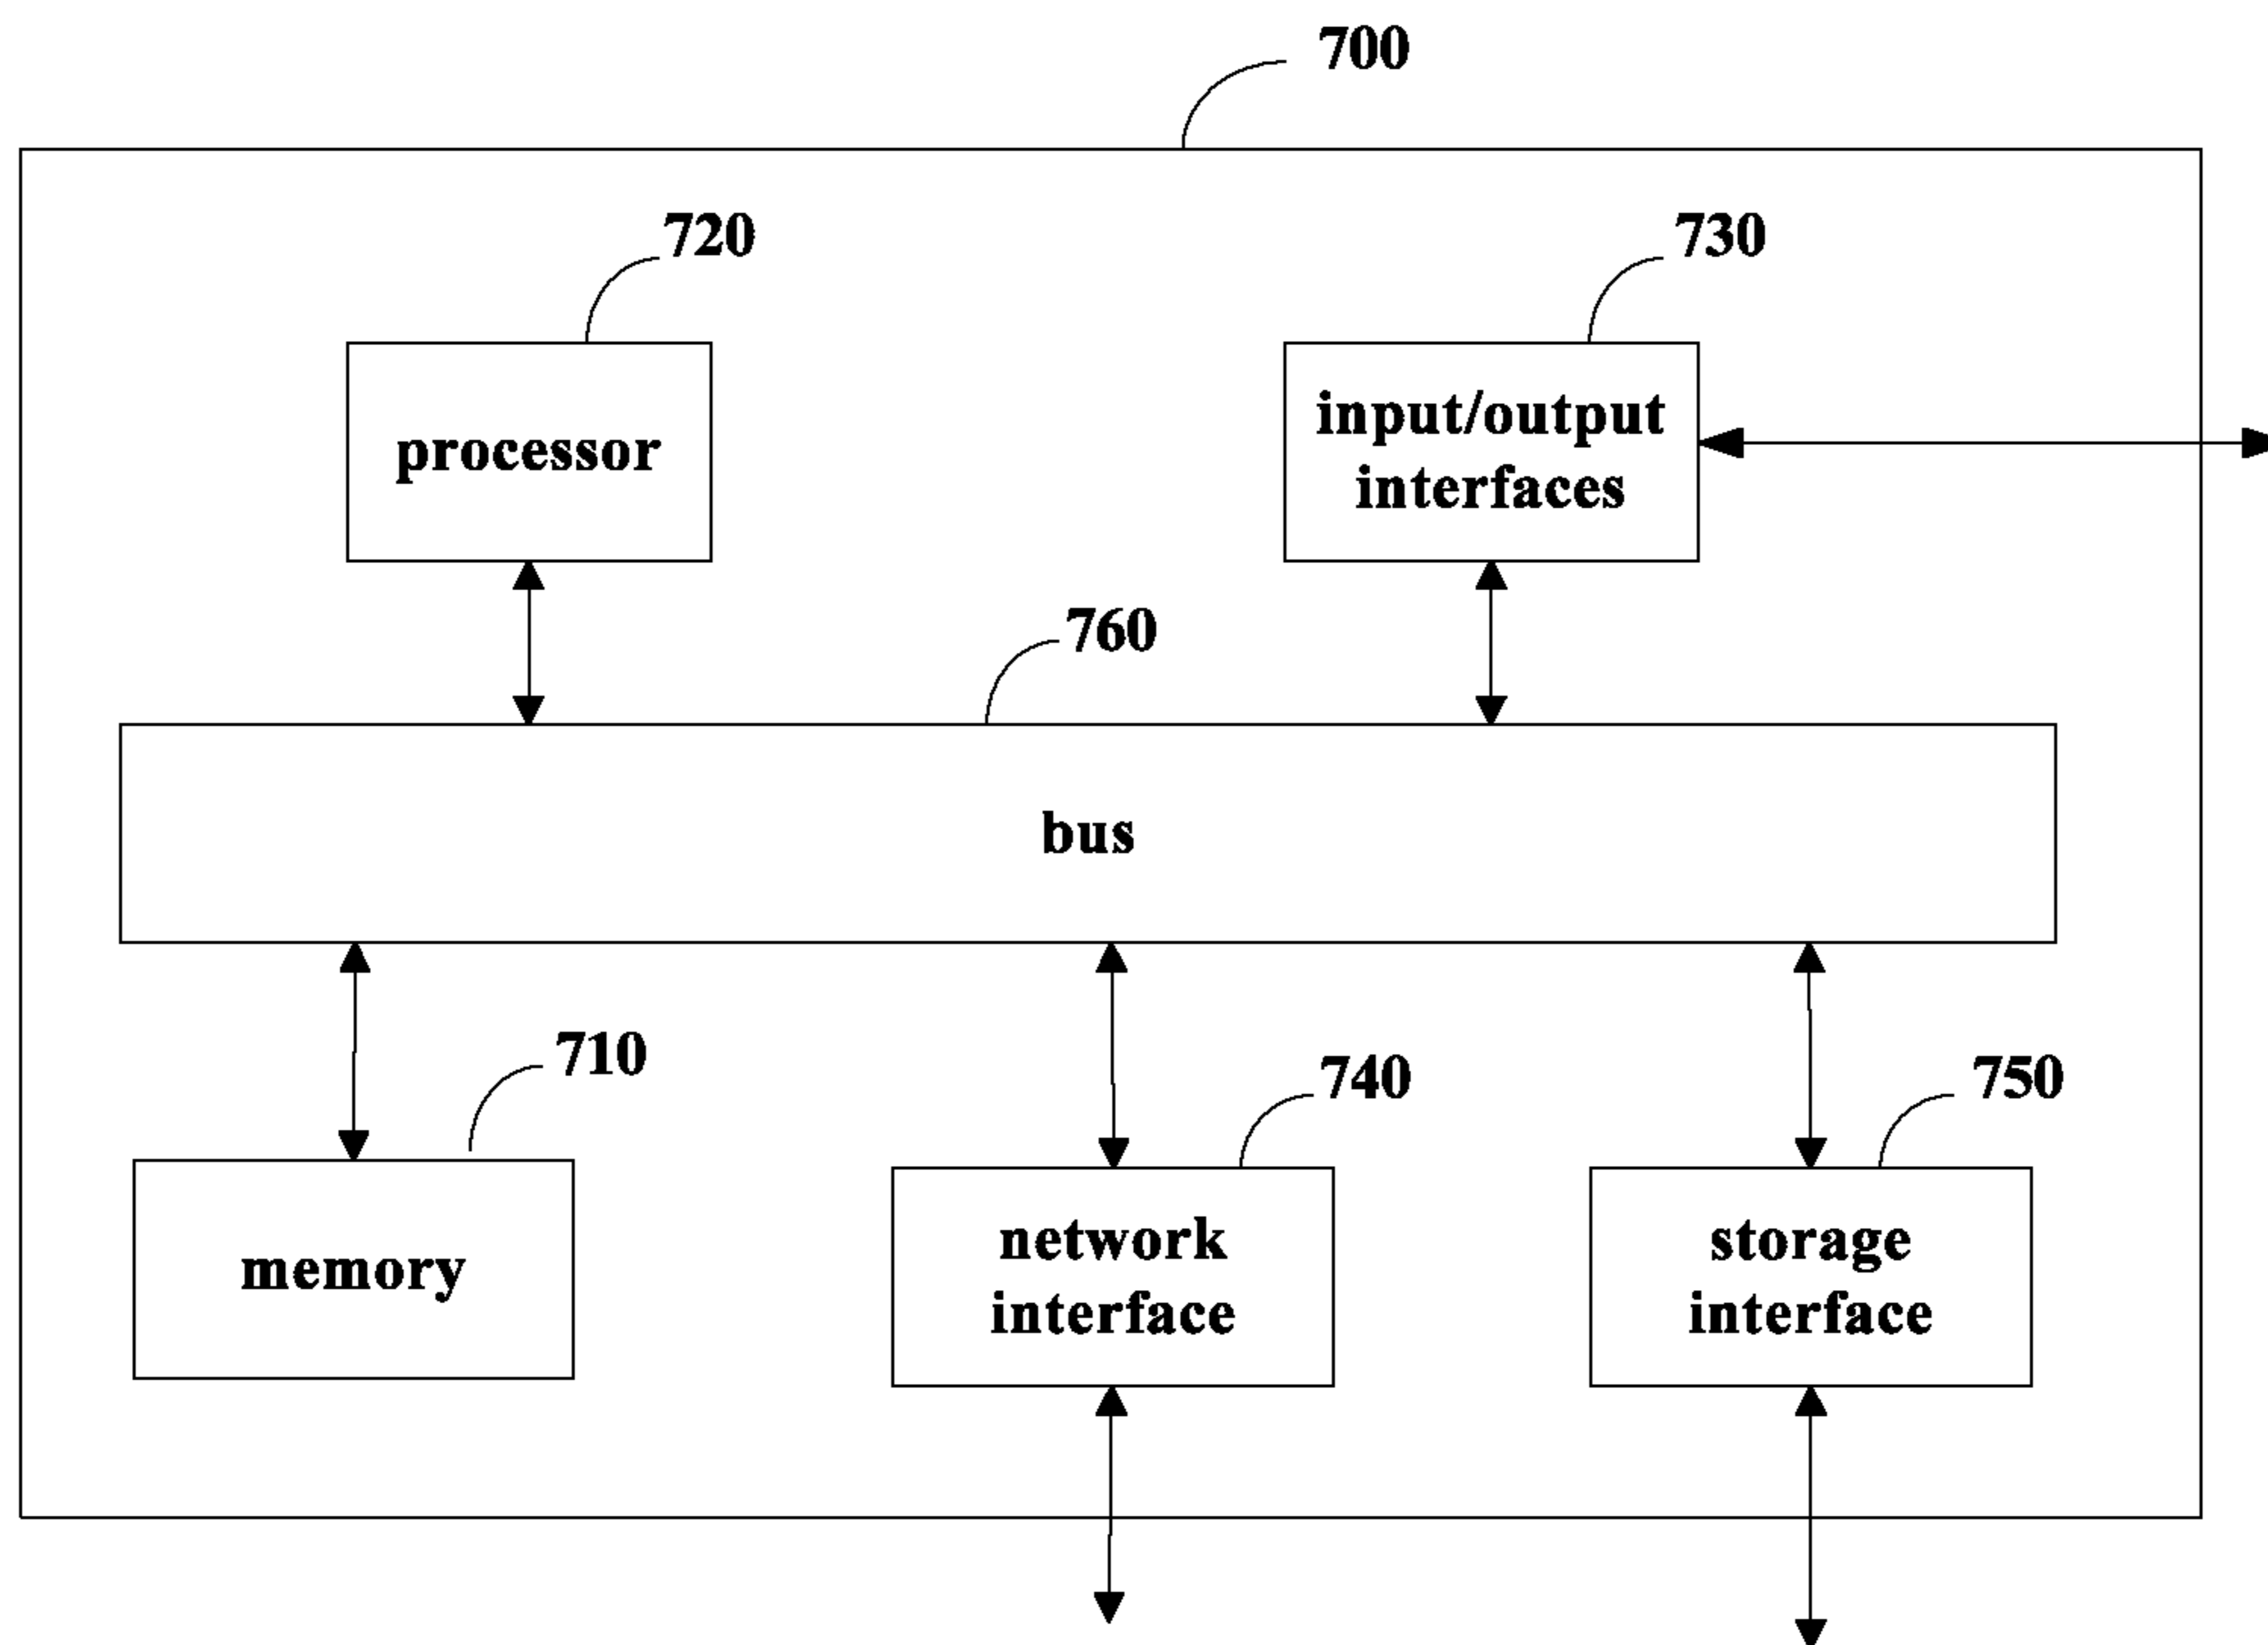 700
720
730
processor
input/output
interfaces
760
bus
710
740
750
memory
network
interface
storage
interface